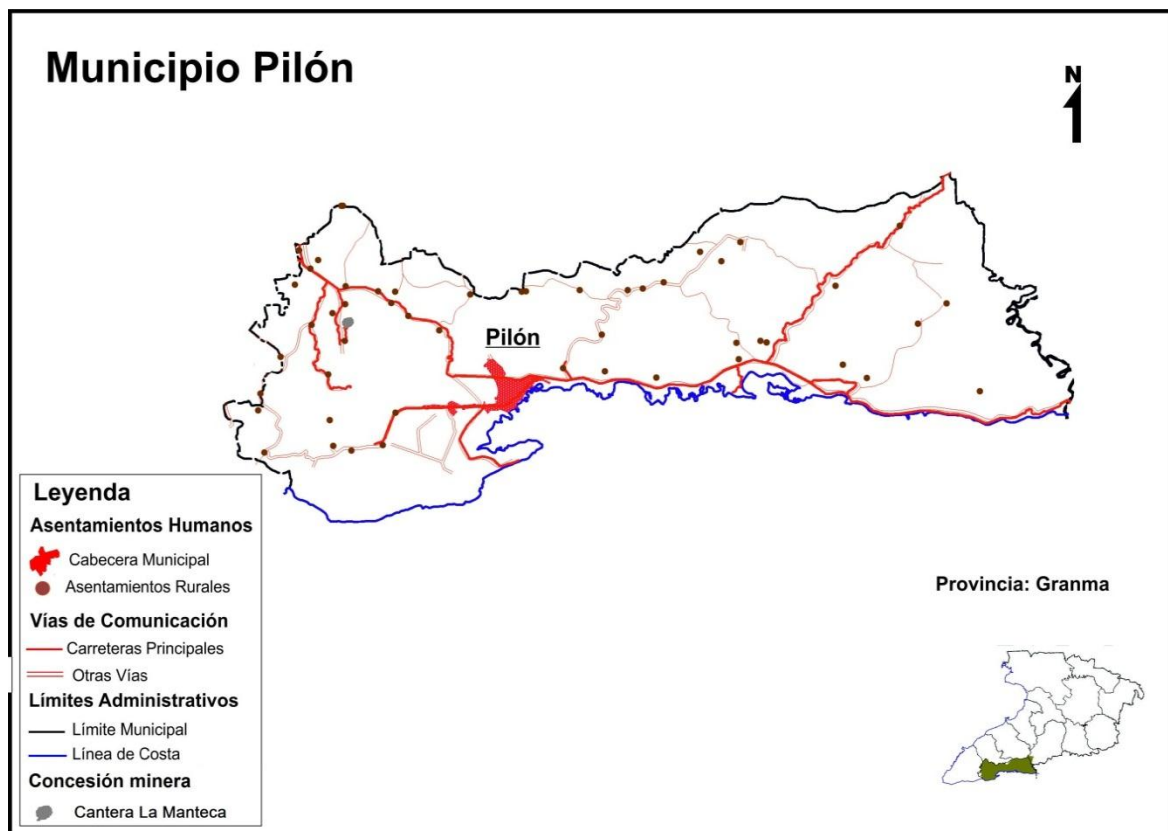 Municipio Pilón
N
Pilón
Leyenda
Asentamientos Humanos
Cabecera Municipal
Asentamientos Rurales
Vías de Comunicación
Carreteras Principales
Otras Vías
Límites Administrativos
Límite Municipal
Línea de Costa
Concesión minera
Cantera La Manteca
Provincia: Granma